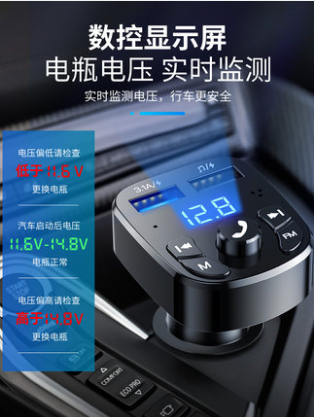 数控显示屏
电瓶电压 实时监测
实时监测电压，行车更安全
电压偏低请检查
低于11.6V
更换电瓶
汽车启动后电压
11.6V-14.8V
电瓶正常
电压偏高请检查
高于14.8V
更换电瓶
3.1A/⚡
∩/⚡
12.8
M
FM
COMFORT
ECO PRO